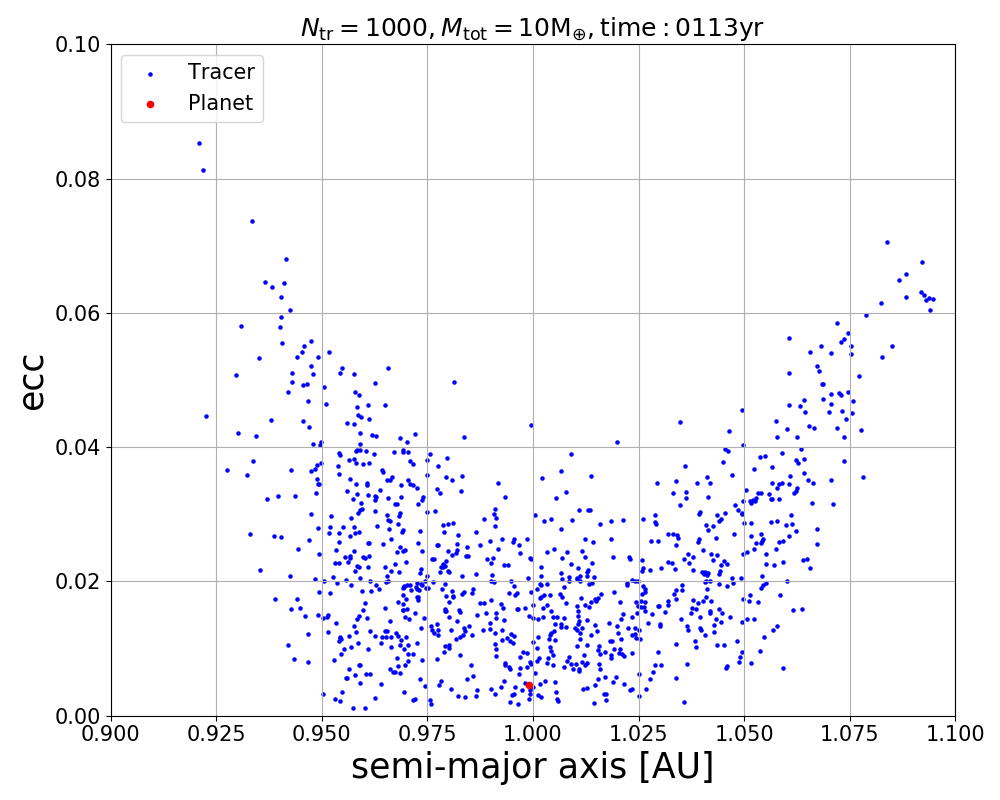 N_tr = 1000, M_tot = 10M_⊕, time : 0113yr
Tracer
Planet
ecc
0.10
0.08
0.06
0.04
0.02
0.00
0.900 0.925 0.950 0.975 1.000 1.025 1.050 1.075 1.100
semi-major axis [AU]